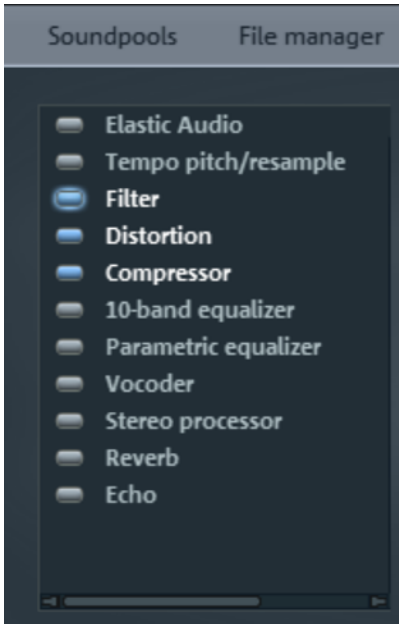 Soundpools File manager
Elastic Audio
Tempo pitch/resample
Filter
Distortion
Compressor
10-band equalizer
Parametric equalizer
Vocoder
Stereo processor
Reverb
Echo